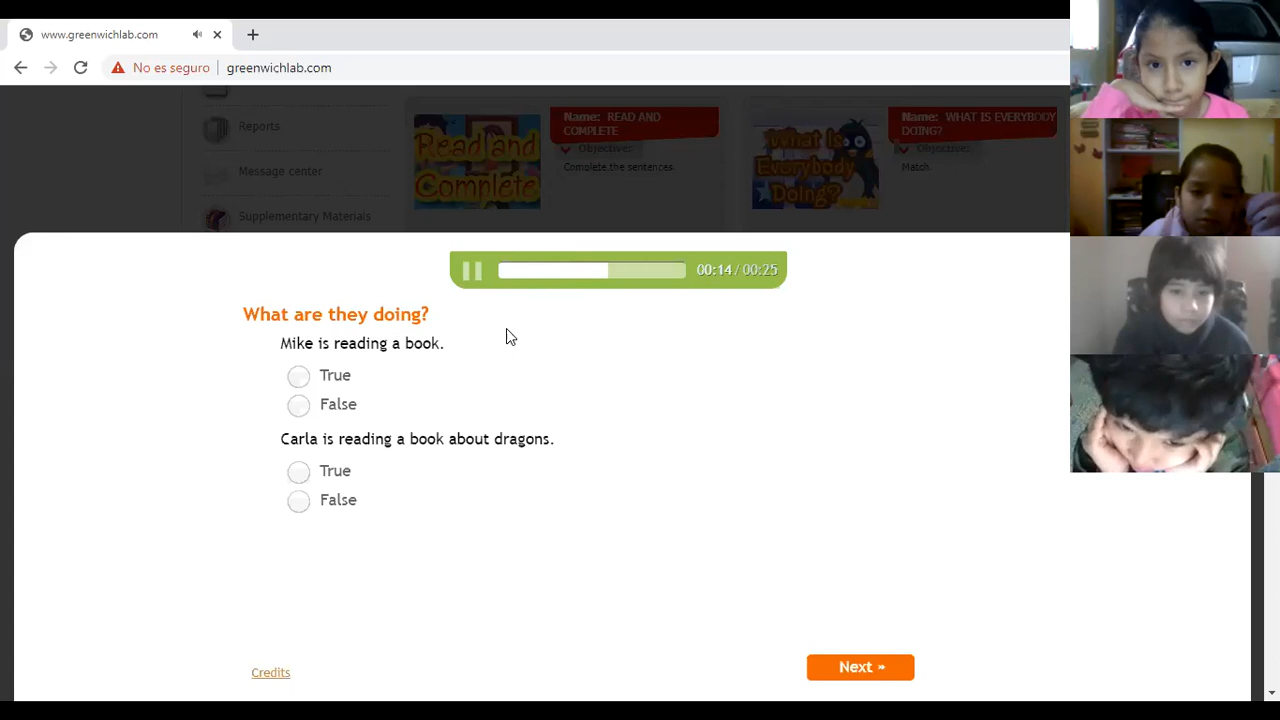 www.greenwichlab.com
No es seguro
greenwichlab.com
Reports
Message center
Supplementary Materials
Read and
Complete
Name: READ AND
COMPLETE
Objective:
Complete the sentences
What Is
Everybody
Doing?
Name: WHAT IS EVERYBODY
DOING?
Objective:
Match
00:14 / 00:25
What are they doing?
Mike is reading a book.
True
False
Carla is reading a book about dragons.
True
False
Credits
Next »